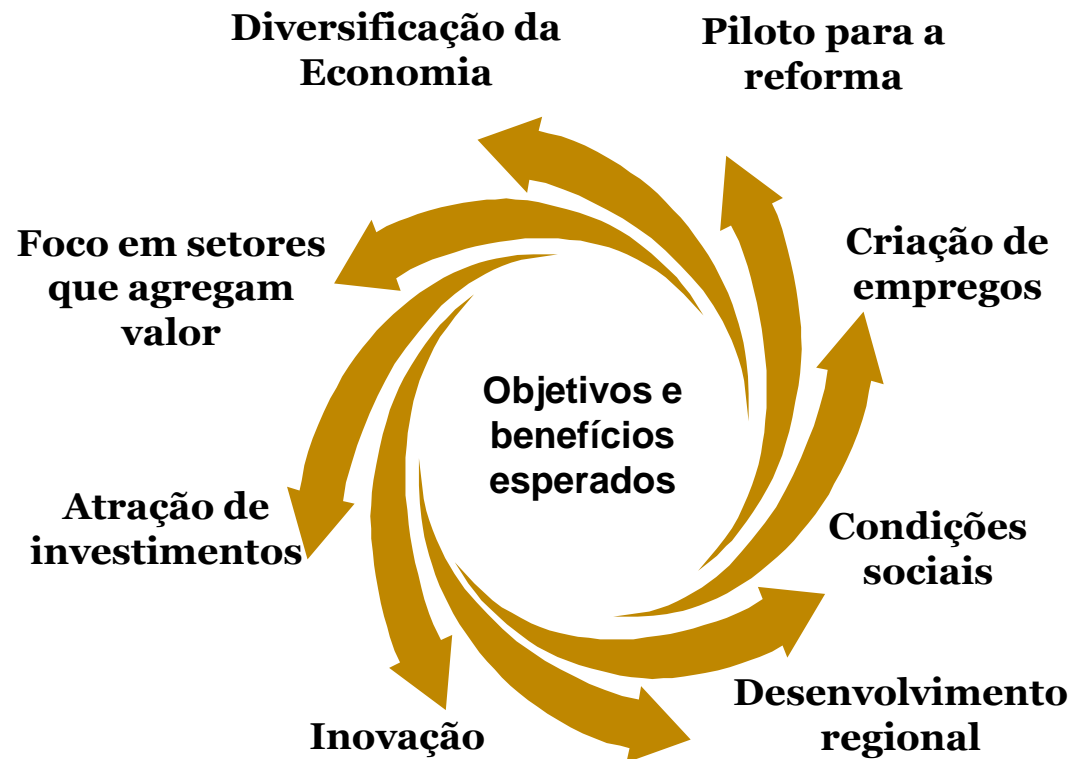 Diversificação da
Economia
Piloto para a
reforma
Foco em setores
que agregam
valor
Criação de
empregos
Objetivos e
benefícios
esperados
Atração de
investimentos
Condições
sociais
Inovação
Desenvolvimento
regional